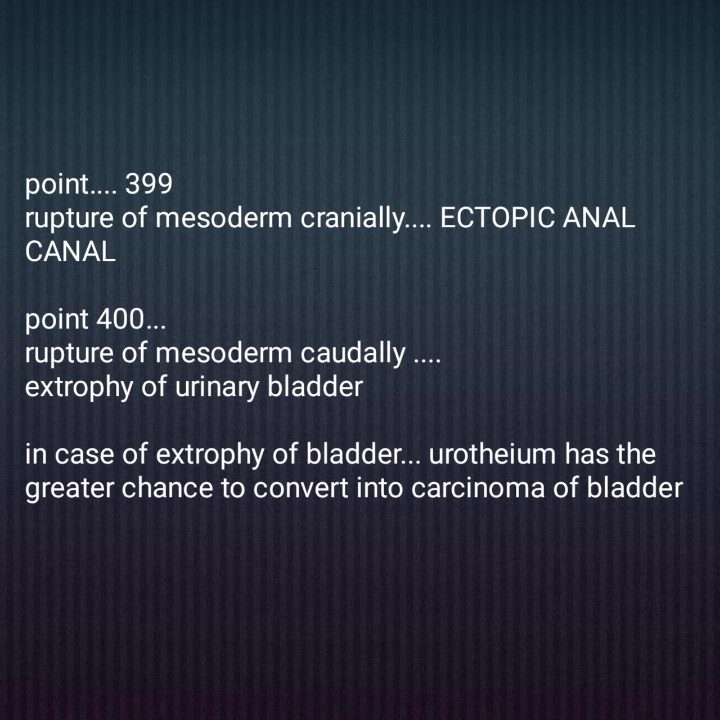 point.... 399
rupture of mesoderm cranially.... ECTOPIC ANAL
CANAL
point 400...
rupture of mesoderm caudally ....
extrophy of urinary bladder
in case of extrophy of bladder... urotheium has the
greater chance to convert into carcinoma of bladder